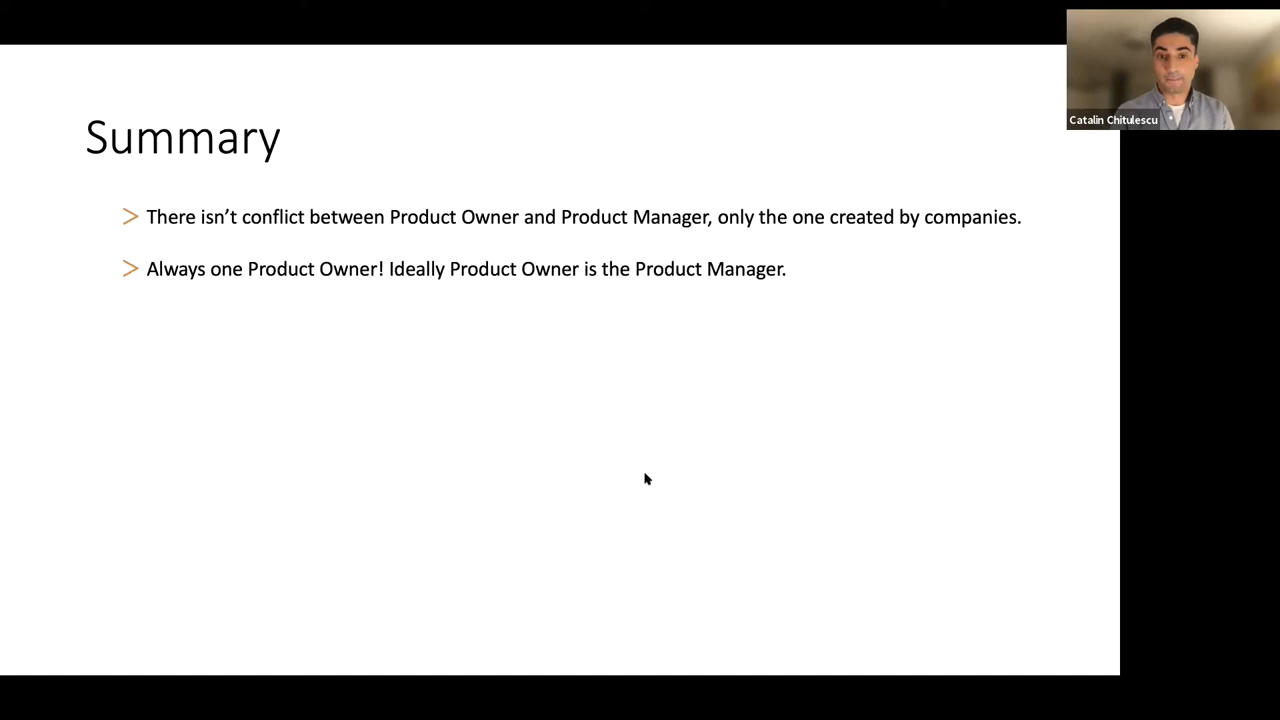 Catalin Chitulescu
Summary
> There isn’t conflict between Product Owner and Product Manager, only the one created by companies.
> Always one Product Owner! Ideally Product Owner is the Product Manager.